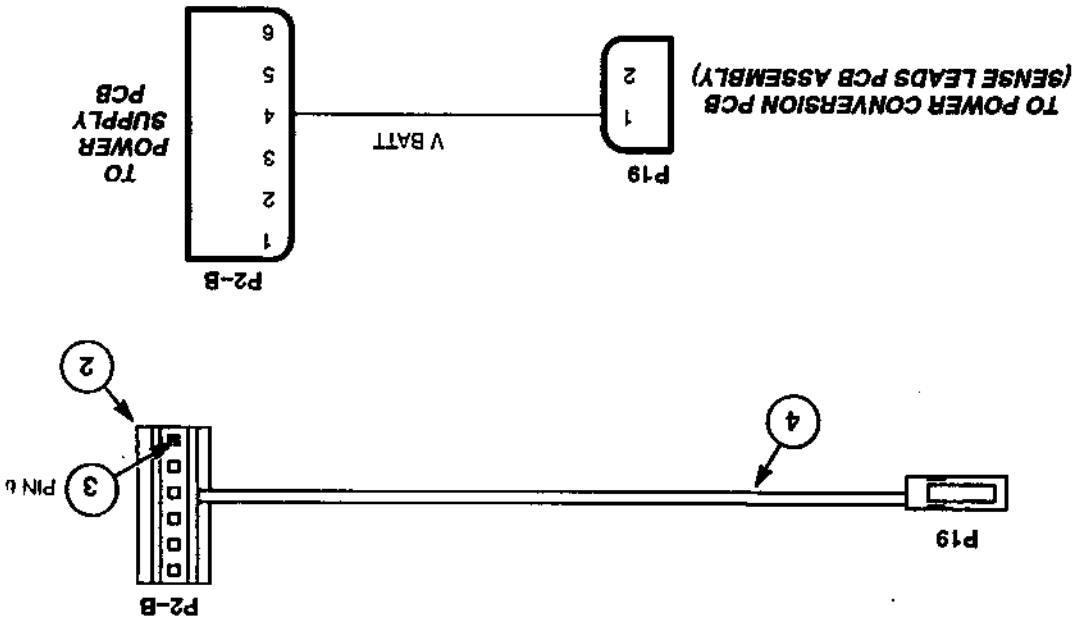 P2-B
P19
PIN 6
3
4
2
P2-B
1
P19
2
3
TO POWER CONVERSION PCB
(SENSE LEADS PCB ASSEMBLY)
1
2
V BATT
4
5
6
TO
POWER
SUPPLY
PCB